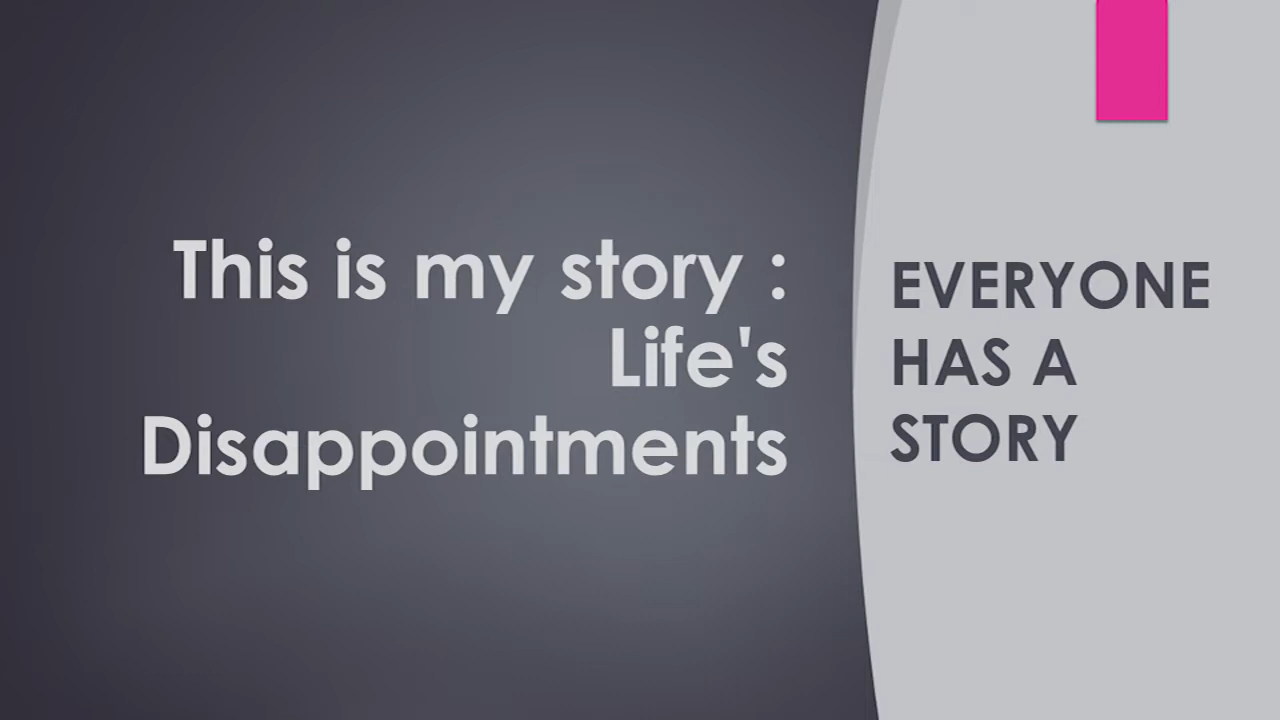 This is my story :
Life's
Disappointments
EVERYONE
HAS A
STORY